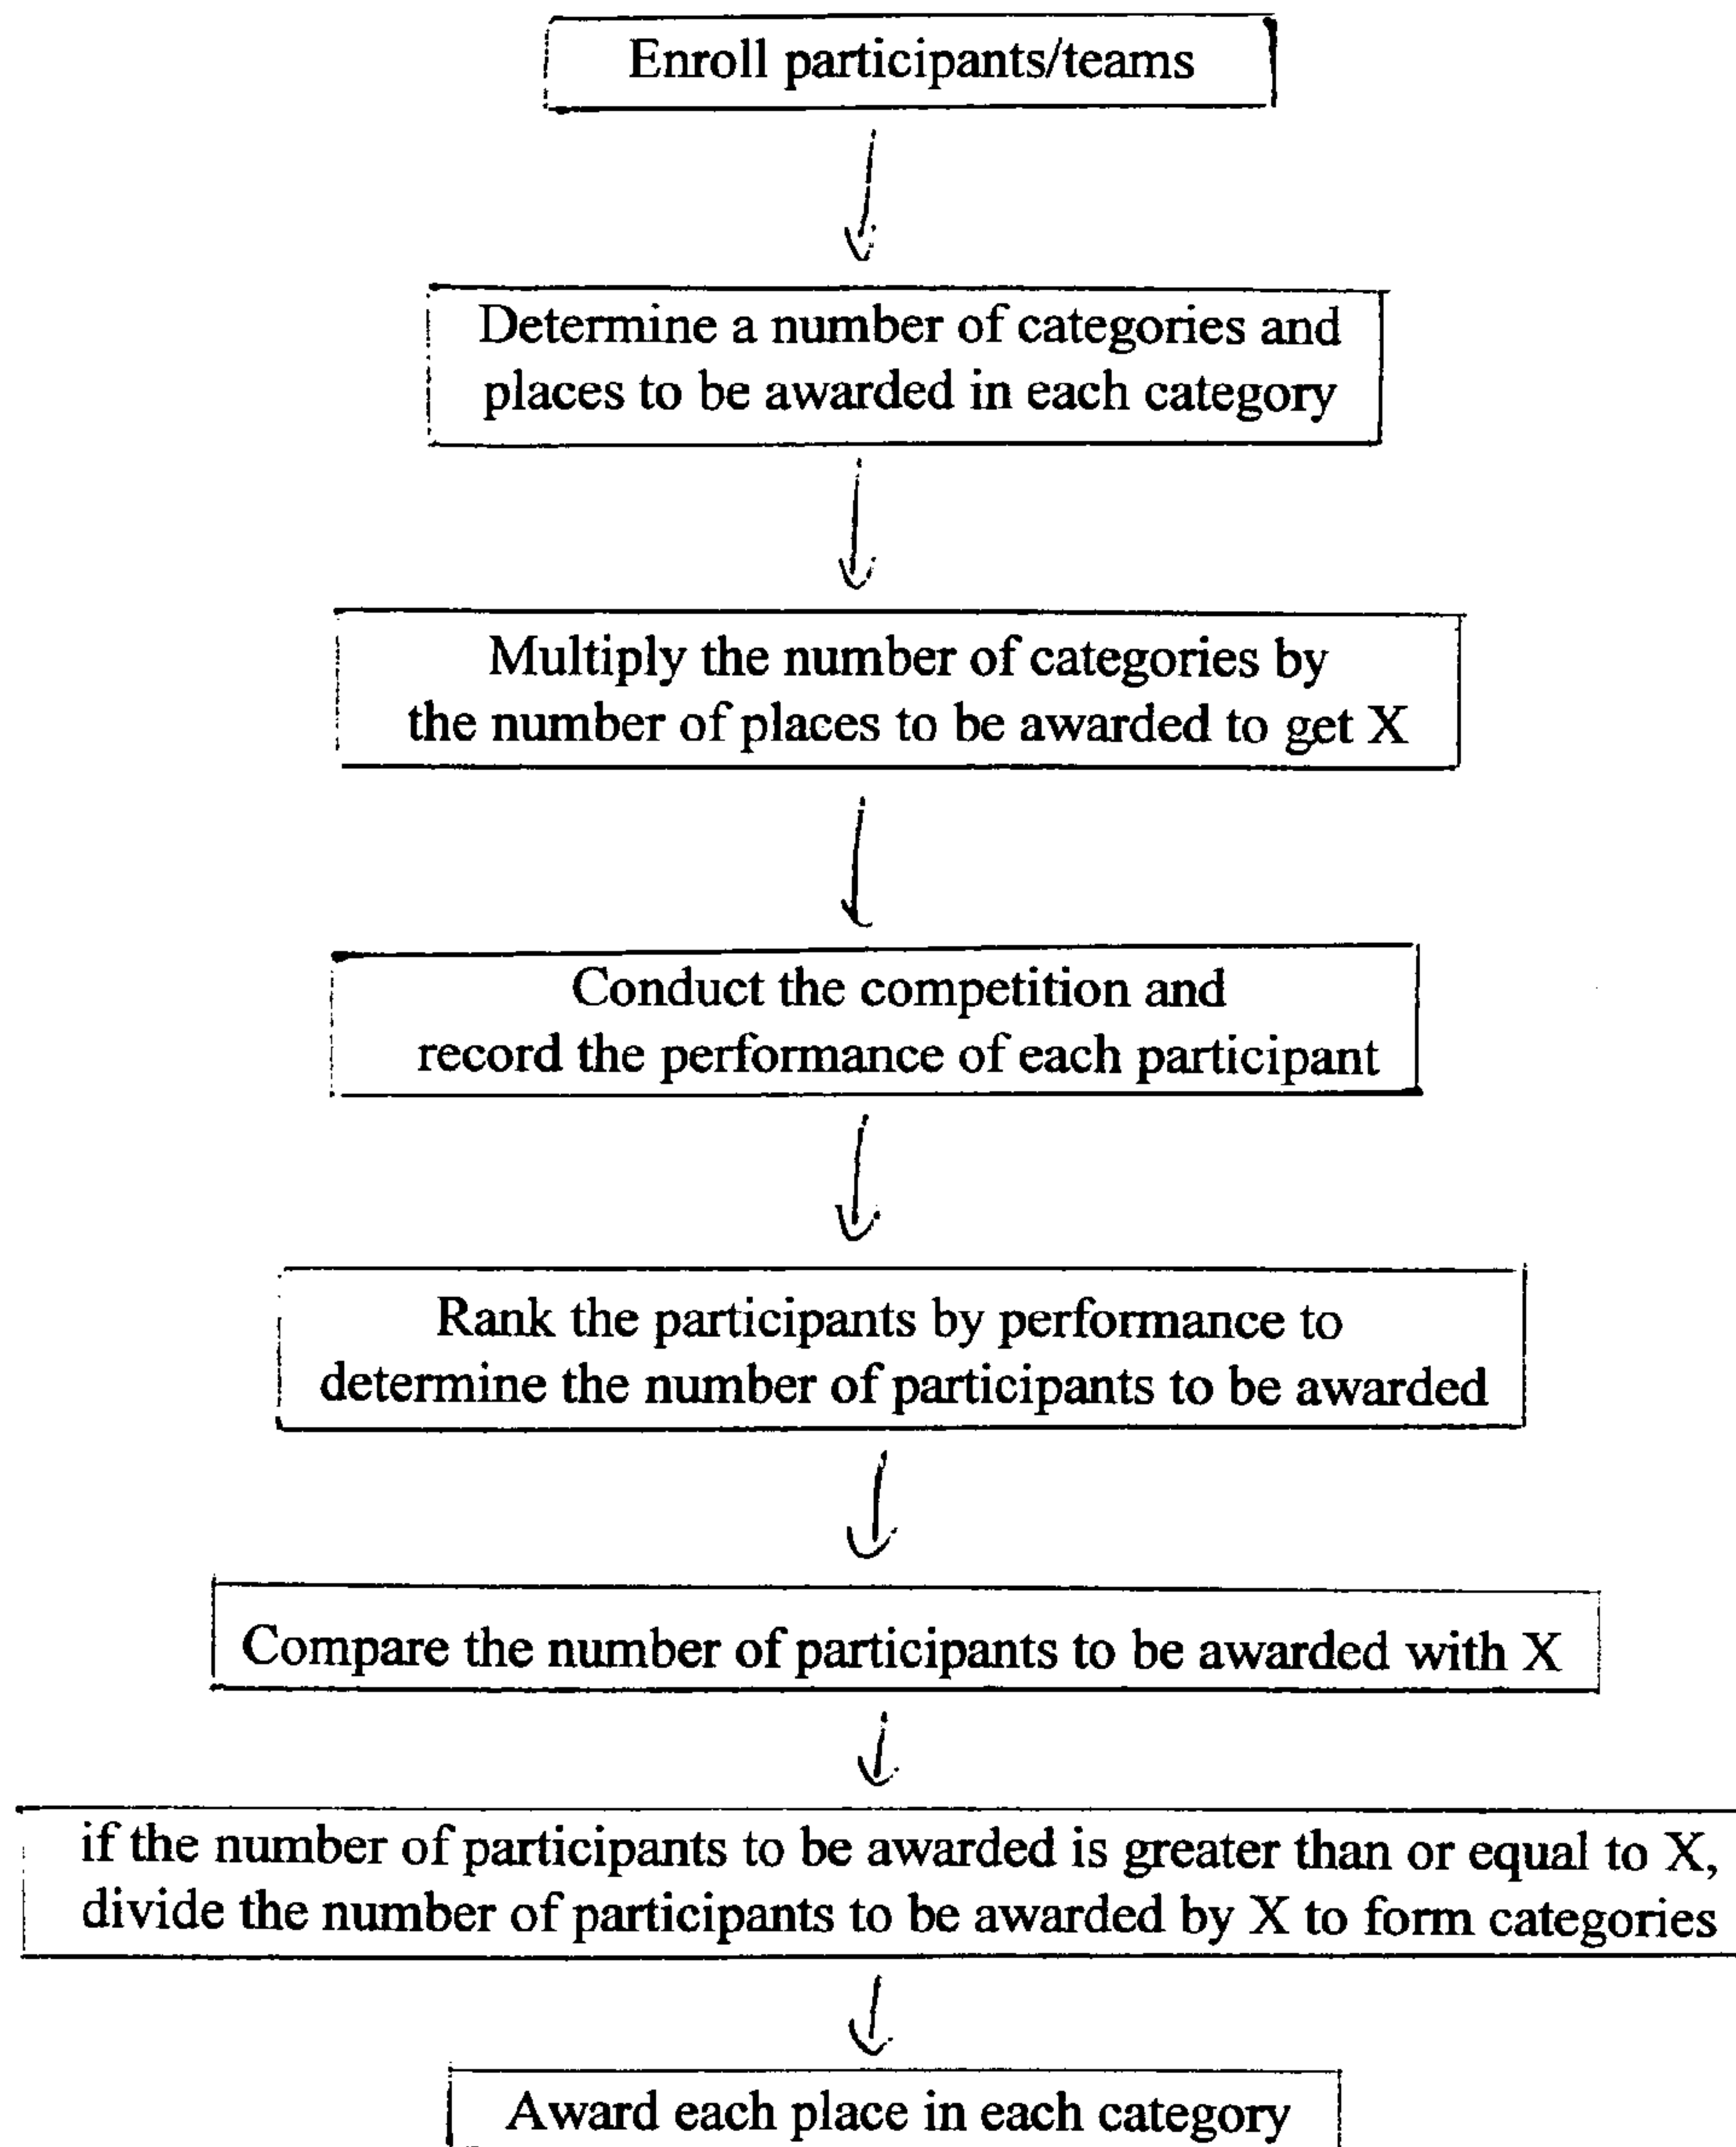 Enroll participants/teams
Determine a number of categories and
places to be awarded in each category
Multiply the number of categories by
the number of places to be awarded to get X
Conduct the competition and
record the performance of each participant
Rank the participants by performance to
determine the number of participants to be awarded
Compare the number of participants to be awarded with X
if the number of participants to be awarded is greater than or equal to X,
divide the number of participants to be awarded by X to form categories
Award each place in each category